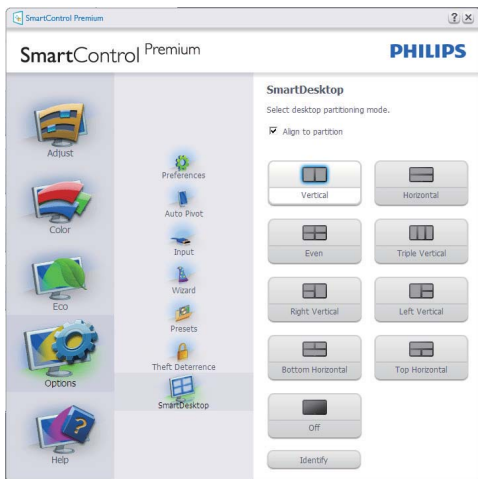 SmartControl Premium
SmartControl Premium
PHILIPS
Adjust
Color
Eco
Options
Help
Preferences
Auto Pivot
Input
Wizard
Presets
Theft Deterrence
SmartDesktop
SmartDesktop
Select desktop partitioning mode.
Align to partition
Vertical
Horizontal
Even
Triple Vertical
Right Vertical
Left Vertical
Bottom Horizontal
Top Horizontal
Off
Identify